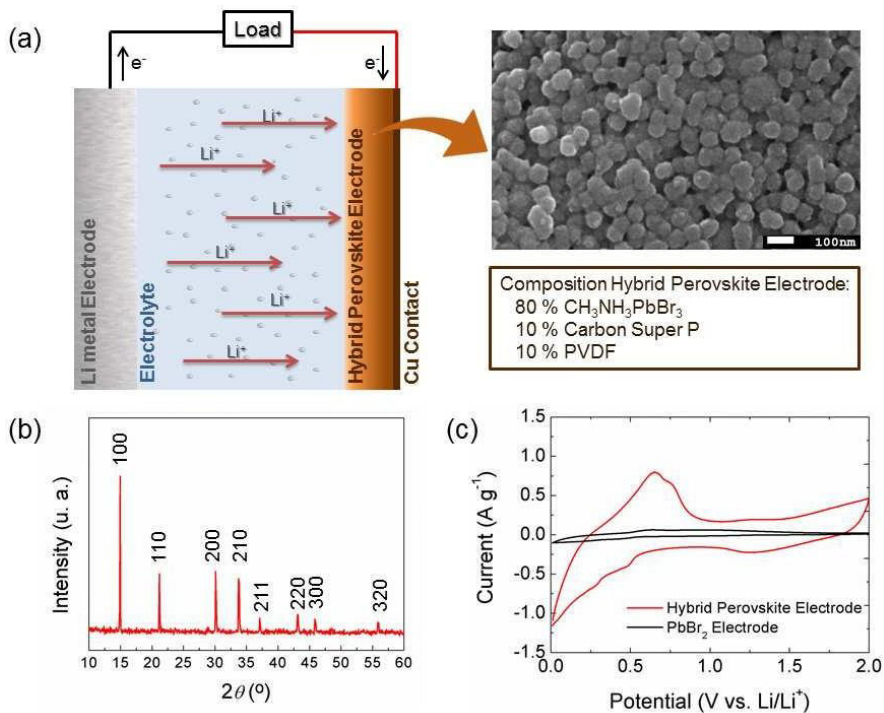 (a)
Load
e⁻
e⁻
Li metal Electrode
Electrolyte
Li⁺
Li⁺
Li⁺
Li⁺
Li⁺
Li⁺
Hybrid Perovskite Electrode
Cu Contact
100nm
Composition Hybrid Perovskite Electrode:
80 % CH₃NH₃PbBr₃
10 % Carbon Super P
10 % PVDF
(b)
Intensity (u. a.)
100
110
200
210
211
220
300
320
10 15 20 25 30 35 40 45 50 55 60
2θ (º)
(c)
Current (A g⁻¹)
1.5
1.0
0.5
0.0
-0.5
-1.0
-1.5
Hybrid Perovskite Electrode
PbBr₂ Electrode
0.0 0.5 1.0 1.5 2.0
Potential (V vs. Li/Li⁺)